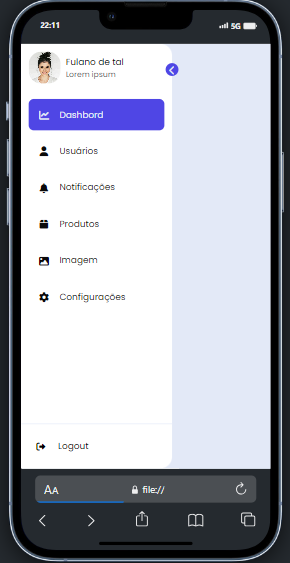 22:11
5G
Fulano de tal
Lorem ipsum
Dashbord
Usuários
Notificações
Produtos
Imagem
Configurações
Logout
AA
file://